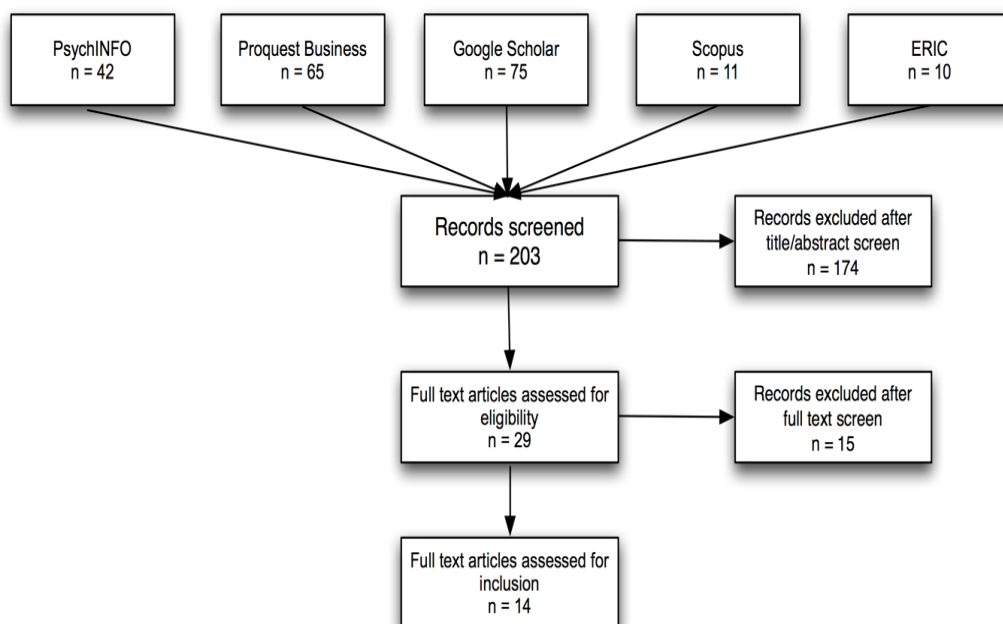 PsychINFO
n = 42
Proquest Business
n = 65
Google Scholar
n = 75
Scopus
n = 11
ERIC
n = 10
Records screened
n = 203
Records excluded after
title/abstract screen
n = 174
Full text articles assessed for
eligibility
n = 29
Records excluded after
full text screen
n = 15
Full text articles assessed for
inclusion
n = 14